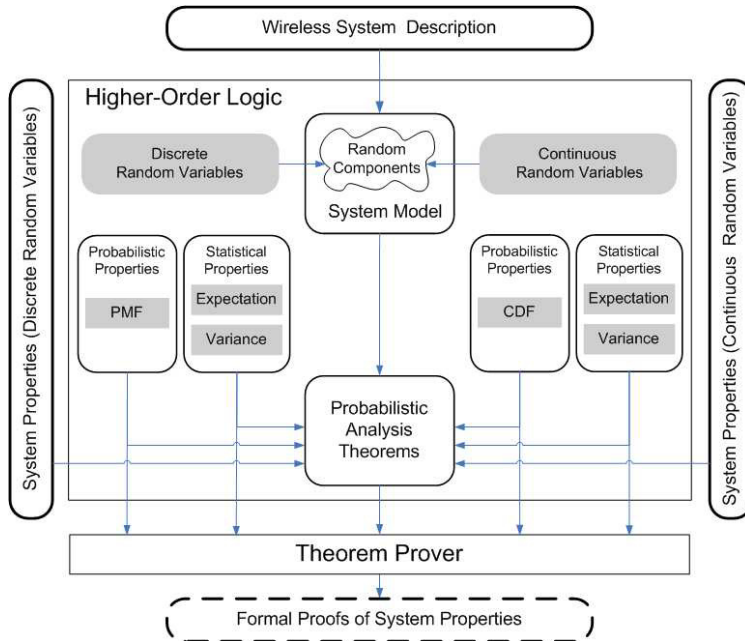 Wireless System Description
System Properties (Discrete Random Variables)
Higher-Order Logic
Discrete
Random Variables
Random
Components
System Model
Continuous
Random Variables
Probabilistic
Properties
PMF
Statistical
Properties
Expectation
Variance
Probabilistic
Properties
CDF
Statistical
Properties
Expectation
Variance
System Properties (Continuous Random Variables)
Probabilistic
Analysis
Theorems
Theorem Prover
Formal Proofs of System Properties